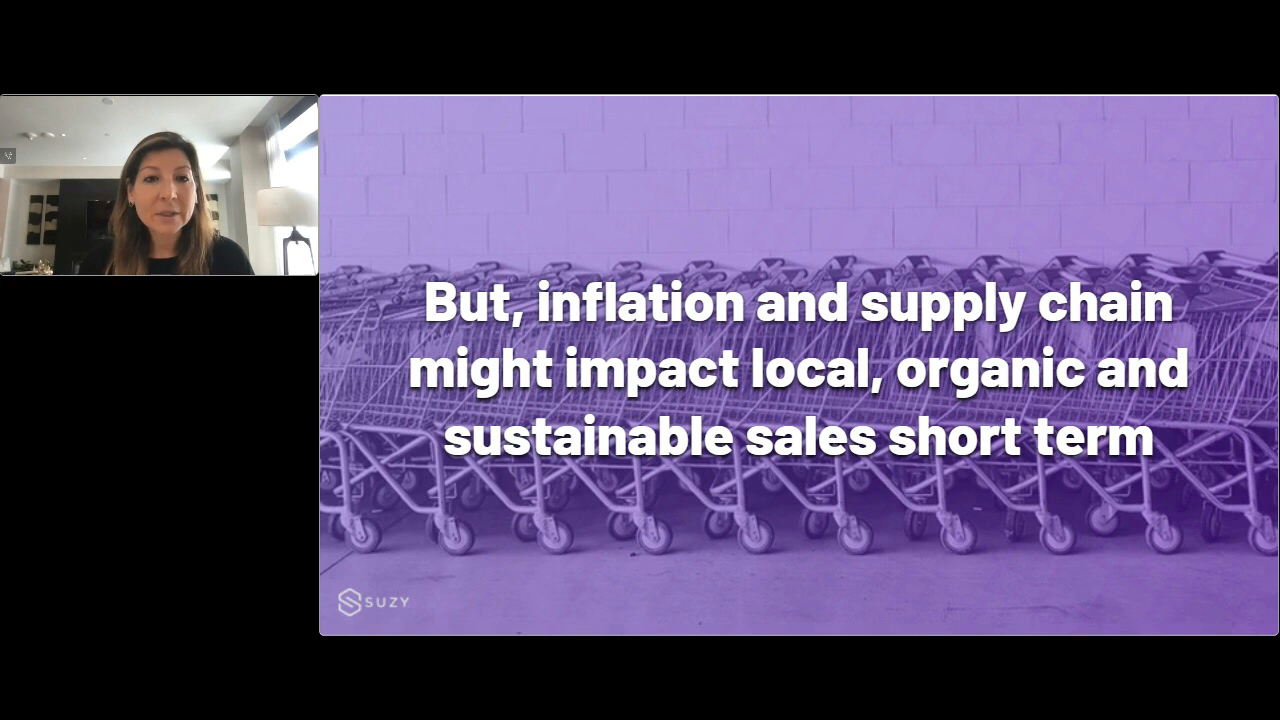 But, inflation and supply chain
might impact local, organic and
sustainable sales short term
SUZY